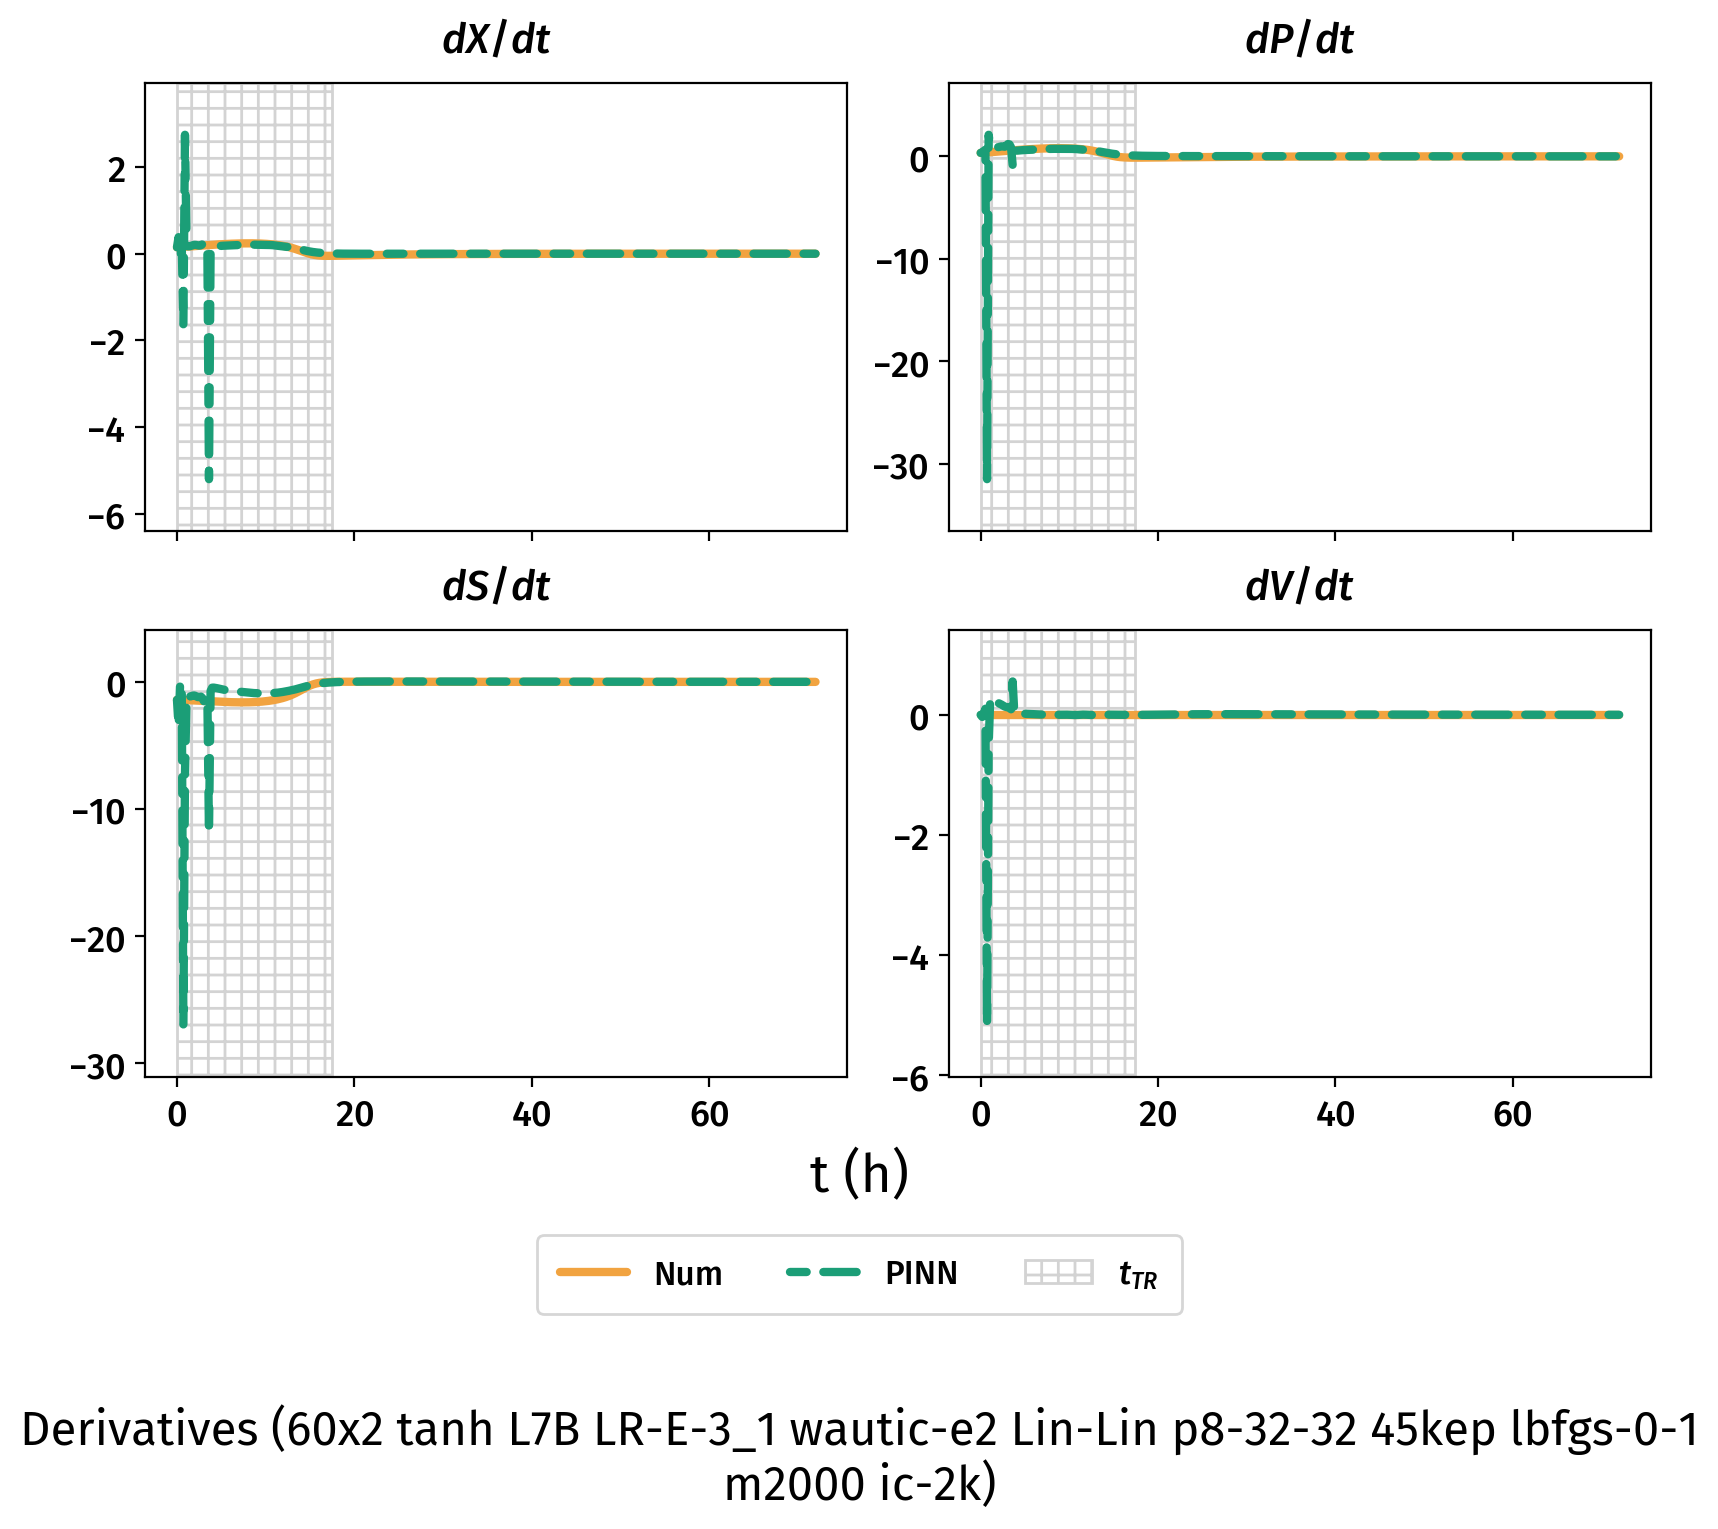 dX/dt
dP/dt
2
0
−2
−4
−6
0
−10
−20
−30
dS/dt
dV/dt
0
−10
−20
−30
0
−2
−4
−6
0 20 40 60
0 20 40 60
t (h)
Num PINN tTR
Derivatives (60x2 tanh L7B LR-E-3_1 wautic-e2 Lin-Lin p8-32-32 45kep lbfgs-0-1
m2000 ic-2k)